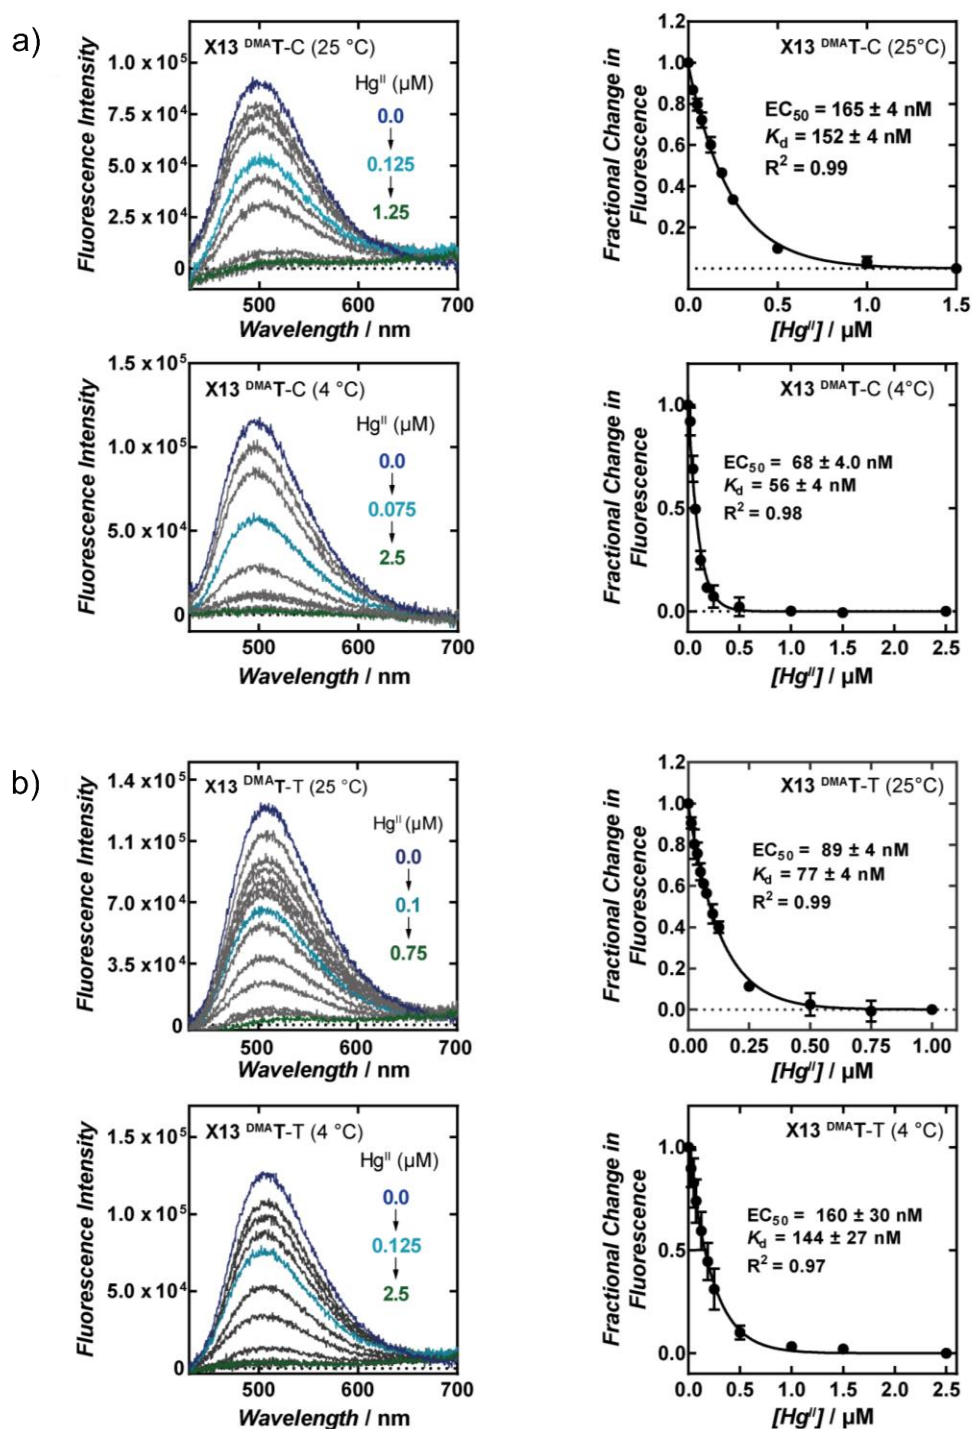 a)
X13 ᴰᴹᴬT-C (25 °C)
Fluorescence Intensity
1.0 x 10⁵
7.5 x 10⁴
5.0 x 10⁴
2.5 x 10⁴
0
Hgᴵᴵ (µM)
0.0
0.125
1.25
500 600 700
Wavelength / nm
X13 ᴰᴹᴬT-C (25°C)
Fractional Change in
Fluorescence
1.2
1.0
0.8
0.6
0.4
0.2
EC₅₀ = 165 ± 4 nM
Kd = 152 ± 4 nM
R² = 0.99
0.0 0.5 1.0 1.5
[Hgᴵᴵ] / µM
X13 ᴰᴹᴬT-C (4 °C)
Fluorescence Intensity
1.5 x 10⁵
1.0 x 10⁵
5.0 x 10⁴
0
Hgᴵᴵ (µM)
0.0
0.075
2.5
500 600 700
Wavelength / nm
X13 ᴰᴹᴬT-C (4°C)
Fractional Change in
Fluorescence
1.0
0.5
0.0
EC₅₀ = 68 ± 4.0 nM
Kd = 56 ± 4 nM
R² = 0.98
0.0 0.5 1.0 1.5 2.0 2.5
[Hgᴵᴵ] / µM
b)
X13 ᴰᴹᴬT-T (25 °C)
Fluorescence Intensity
1.4 x 10⁵
1.1 x 10⁵
7.0 x 10⁴
3.5 x 10⁴
0
Hgᴵᴵ (µM)
0.0
0.1
0.75
500 600 700
Wavelength / nm
X13 ᴰᴹᴬT-T (25°C)
Fractional Change in
Fluorescence
1.2
1.0
0.8
0.6
0.4
0.2
0.0
EC₅₀ = 89 ± 4 nM
Kd = 77 ± 4 nM
R² = 0.99
0.00 0.25 0.50 0.75 1.00
[Hgᴵᴵ] / µM
X13 ᴰᴹᴬT-T (4 °C)
Fluorescence Intensity
1.5 x 10⁵
1.0 x 10⁵
5.0 x 10⁴
0
Hgᴵᴵ (µM)
0.0
0.125
2.5
500 600 700
Wavelength / nm
X13 ᴰᴹᴬT-T (4 °C)
Fractional Change in
Fluorescence
1.0
0.5
0.0
EC₅₀ = 160 ± 30 nM
Kd = 144 ± 27 nM
R² = 0.97
0.0 0.5 1.0 1.5 2.0 2.5
[Hgᴵᴵ] / µM